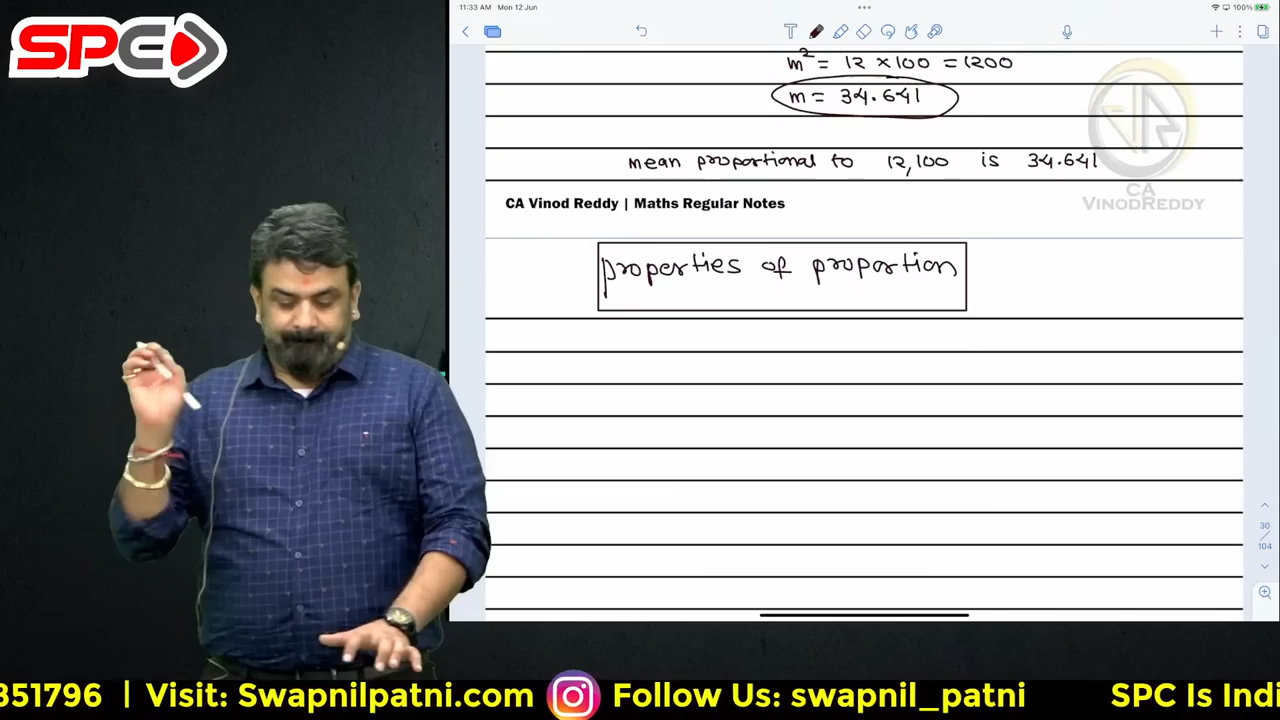 SPC
11:33 AM Mon 12 Jun
100%
T
m² = 12 ×100 = 1200
m = 34.641
mean proportional to 12,100 is 34.641
CA Vinod Reddy | Maths Regular Notes
CA
VINODREDDY
properties of proportion
30
/
104
351796 | Visit: Swapnilpatni.com Follow Us: swapnil_patni SPC Is Indi